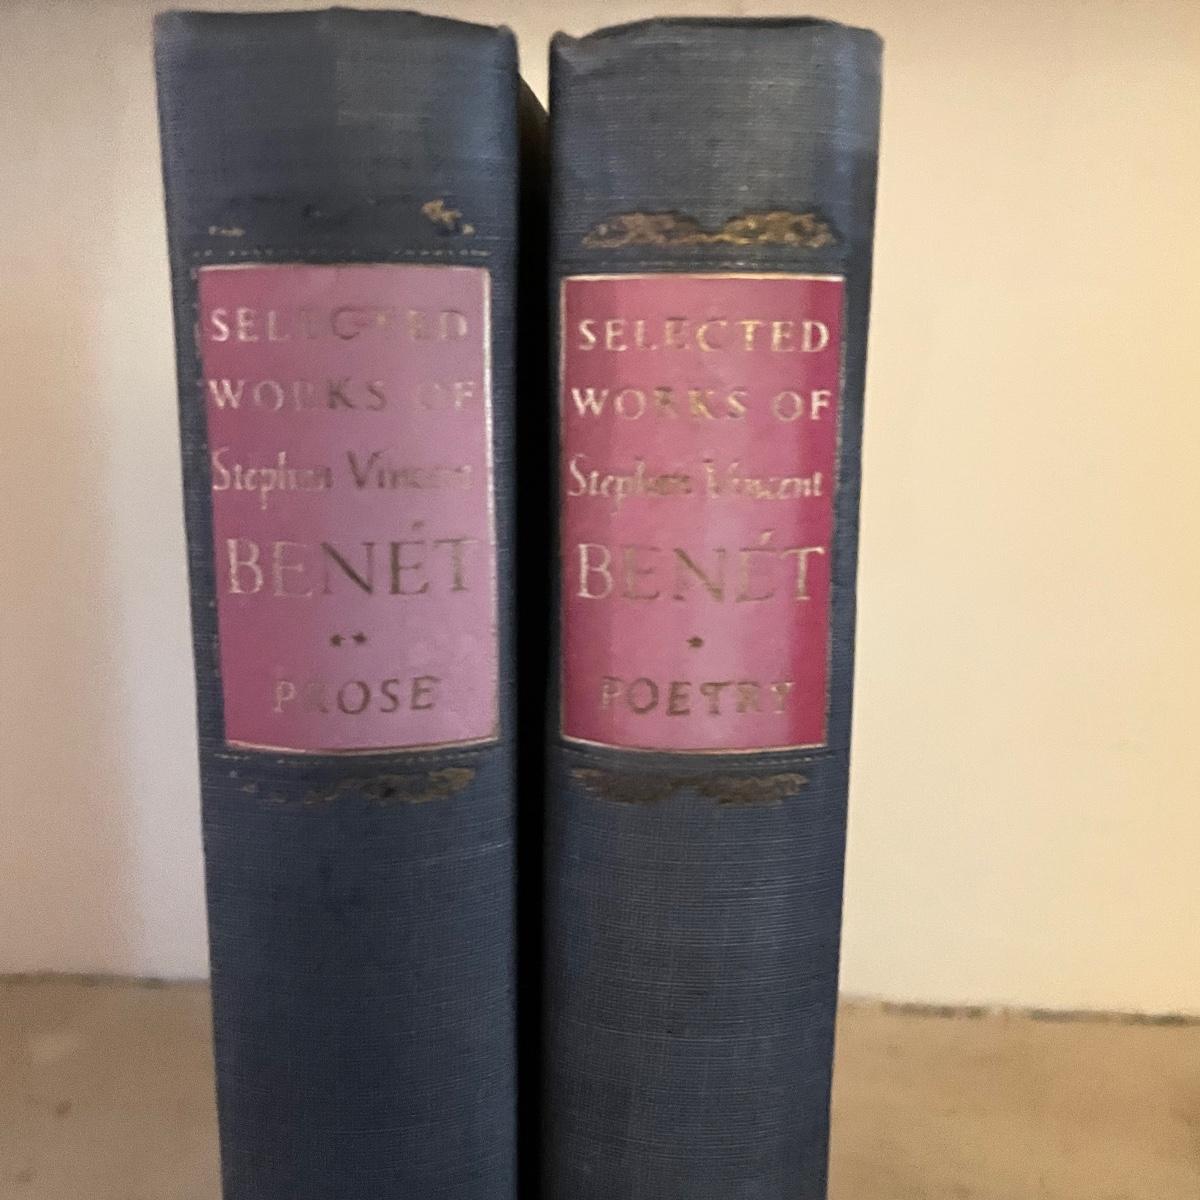 SELECTED
WORKS OF
Stephen Vincent
BENÉT
**
PROSE
SELECTED
WORKS OF
Stephen Vincent
BENÉT
*
POETRY